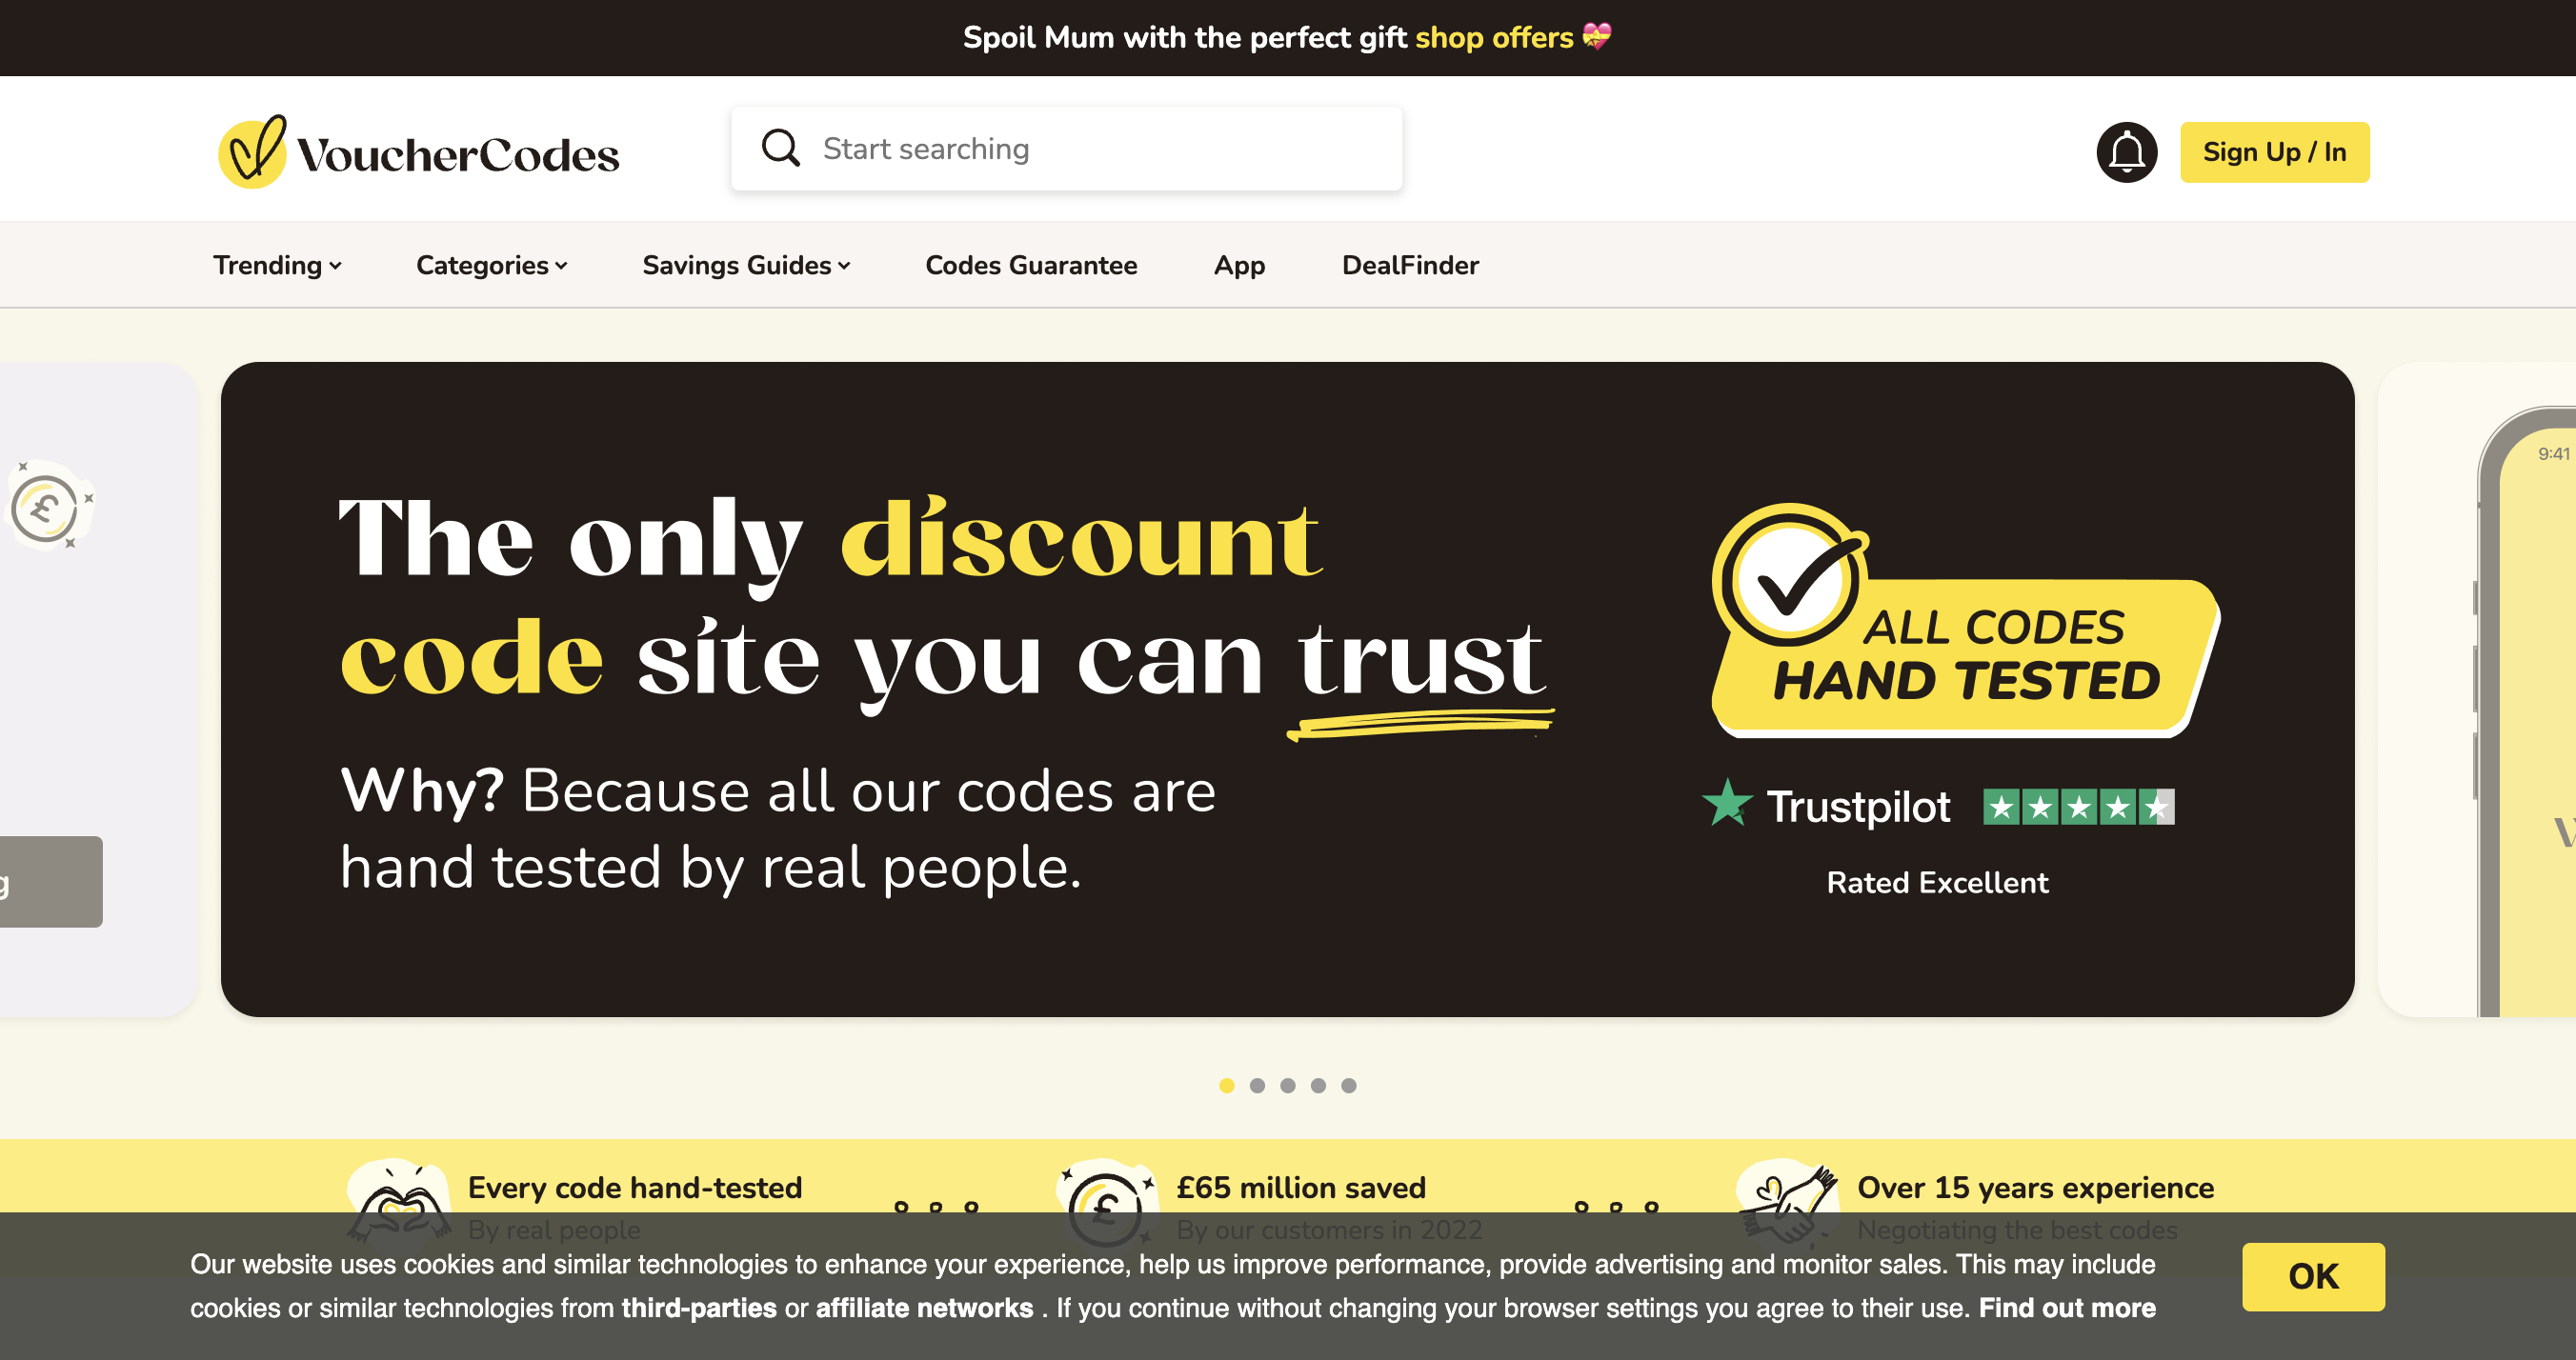 Spoil Mum with the perfect gift shop offers 💝
VoucherCodes
Start searching
Sign Up / In
Trending
Categories
Savings Guides
Codes Guarantee
App
DealFinder
£
g
The only discount
code site you can trust
Why? Because all our codes are
hand tested by real people.
ALL CODES
HAND TESTED
Trustpilot
Rated Excellent
9:41
V
Every code hand-tested
By real people
£
£65 million saved
By our customers in 2022
Over 15 years experience
Negotiating the best codes
Our website uses cookies and similar technologies to enhance your experience, help us improve performance, provide advertising and monitor sales. This may include
cookies or similar technologies from third-parties or affiliate networks . If you continue without changing your browser settings you agree to their use. Find out more
OK